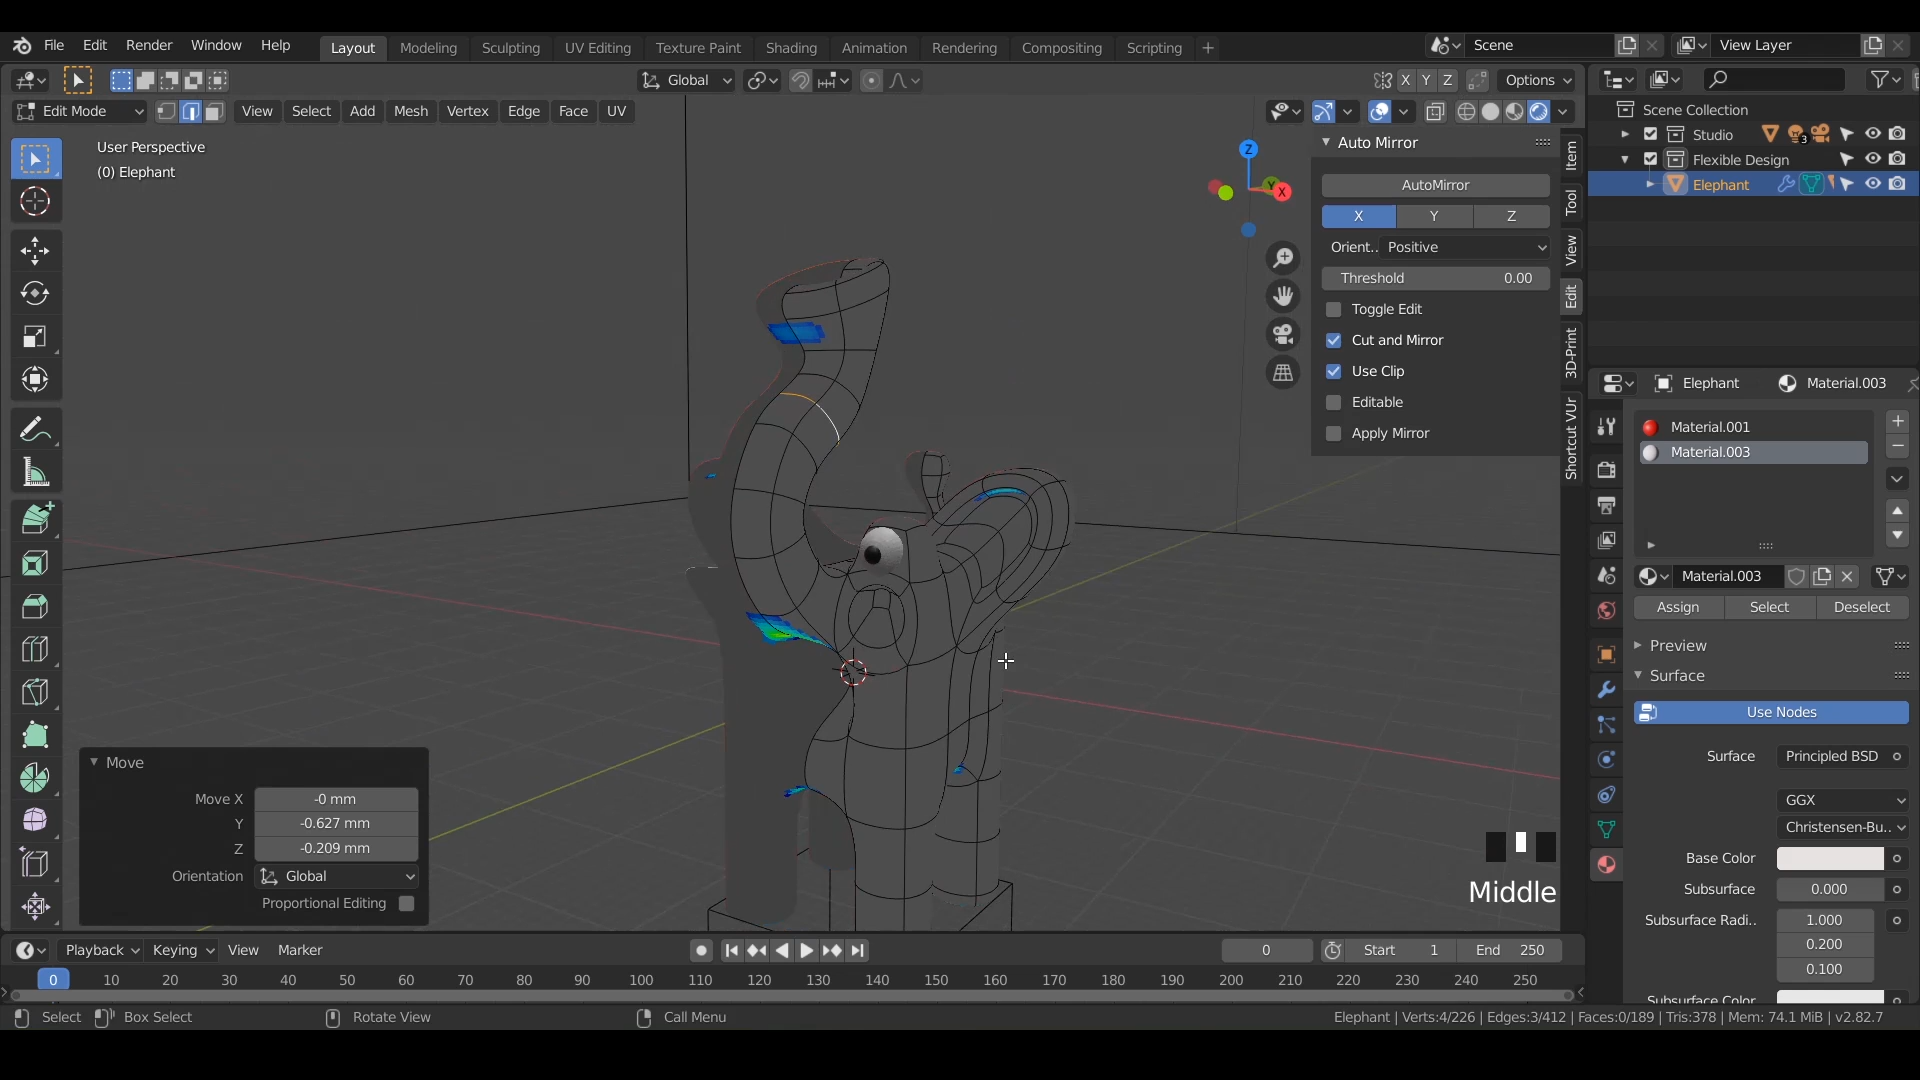 File Edit Render Window Help Layout Modeling Sculpting UV Editing Texture Paint Shading Animation Rendering Compositing Scripting + Scene View Layer
Global X Y Z Options
Edit Mode View Select Add Mesh Vertex Edge Face UV
User Perspective
(0) Elephant
Z
Y
X
Auto Mirror
AutoMirror
X Y Z
Orient.. Positive
Threshold 0.00
Toggle Edit
Cut and Mirror
Use Clip
Editable
Apply Mirror
Item
Tool
View
Edit
3D-Print
Shortcut VUr
Scene Collection
Studio 3
Flexible Design
Elephant
Elephant Material.003
Material.001
Material.003
Material.003
Assign Select Deselect
Preview
Surface
Use Nodes
Surface Principled BSD
GGX
Christensen-Bu..
Base Color
Subsurface 0.000
Subsurface Radi.. 1.000
0.200
0.100
Subsurface Color
Move
Move X -0 mm
Y -0.627 mm
Z -0.209 mm
Orientation Global
Proportional Editing
Middle
Playback Keying View Marker 0 Start 1 End 250
0 10 20 30 40 50 60 70 80 90 100 110 120 130 140 150 160 170 180 190 200 210 220 230 240 250
Select Box Select Rotate View Call Menu Elephant | Verts:4/226 | Edges:3/412 | Faces:0/189 | Tris:378 | Mem: 74.1 MiB | v2.82.7